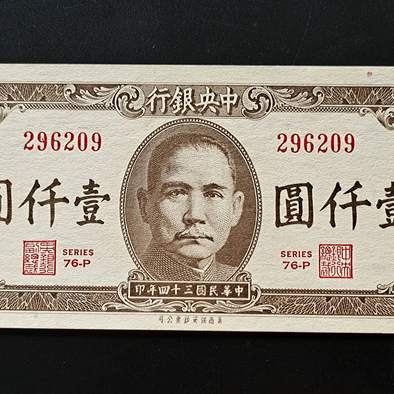 中央銀行
296209 296209
壹仟圓 壹仟圓
SERIES SERIES
76-P 76-P
中華民國三十四年印